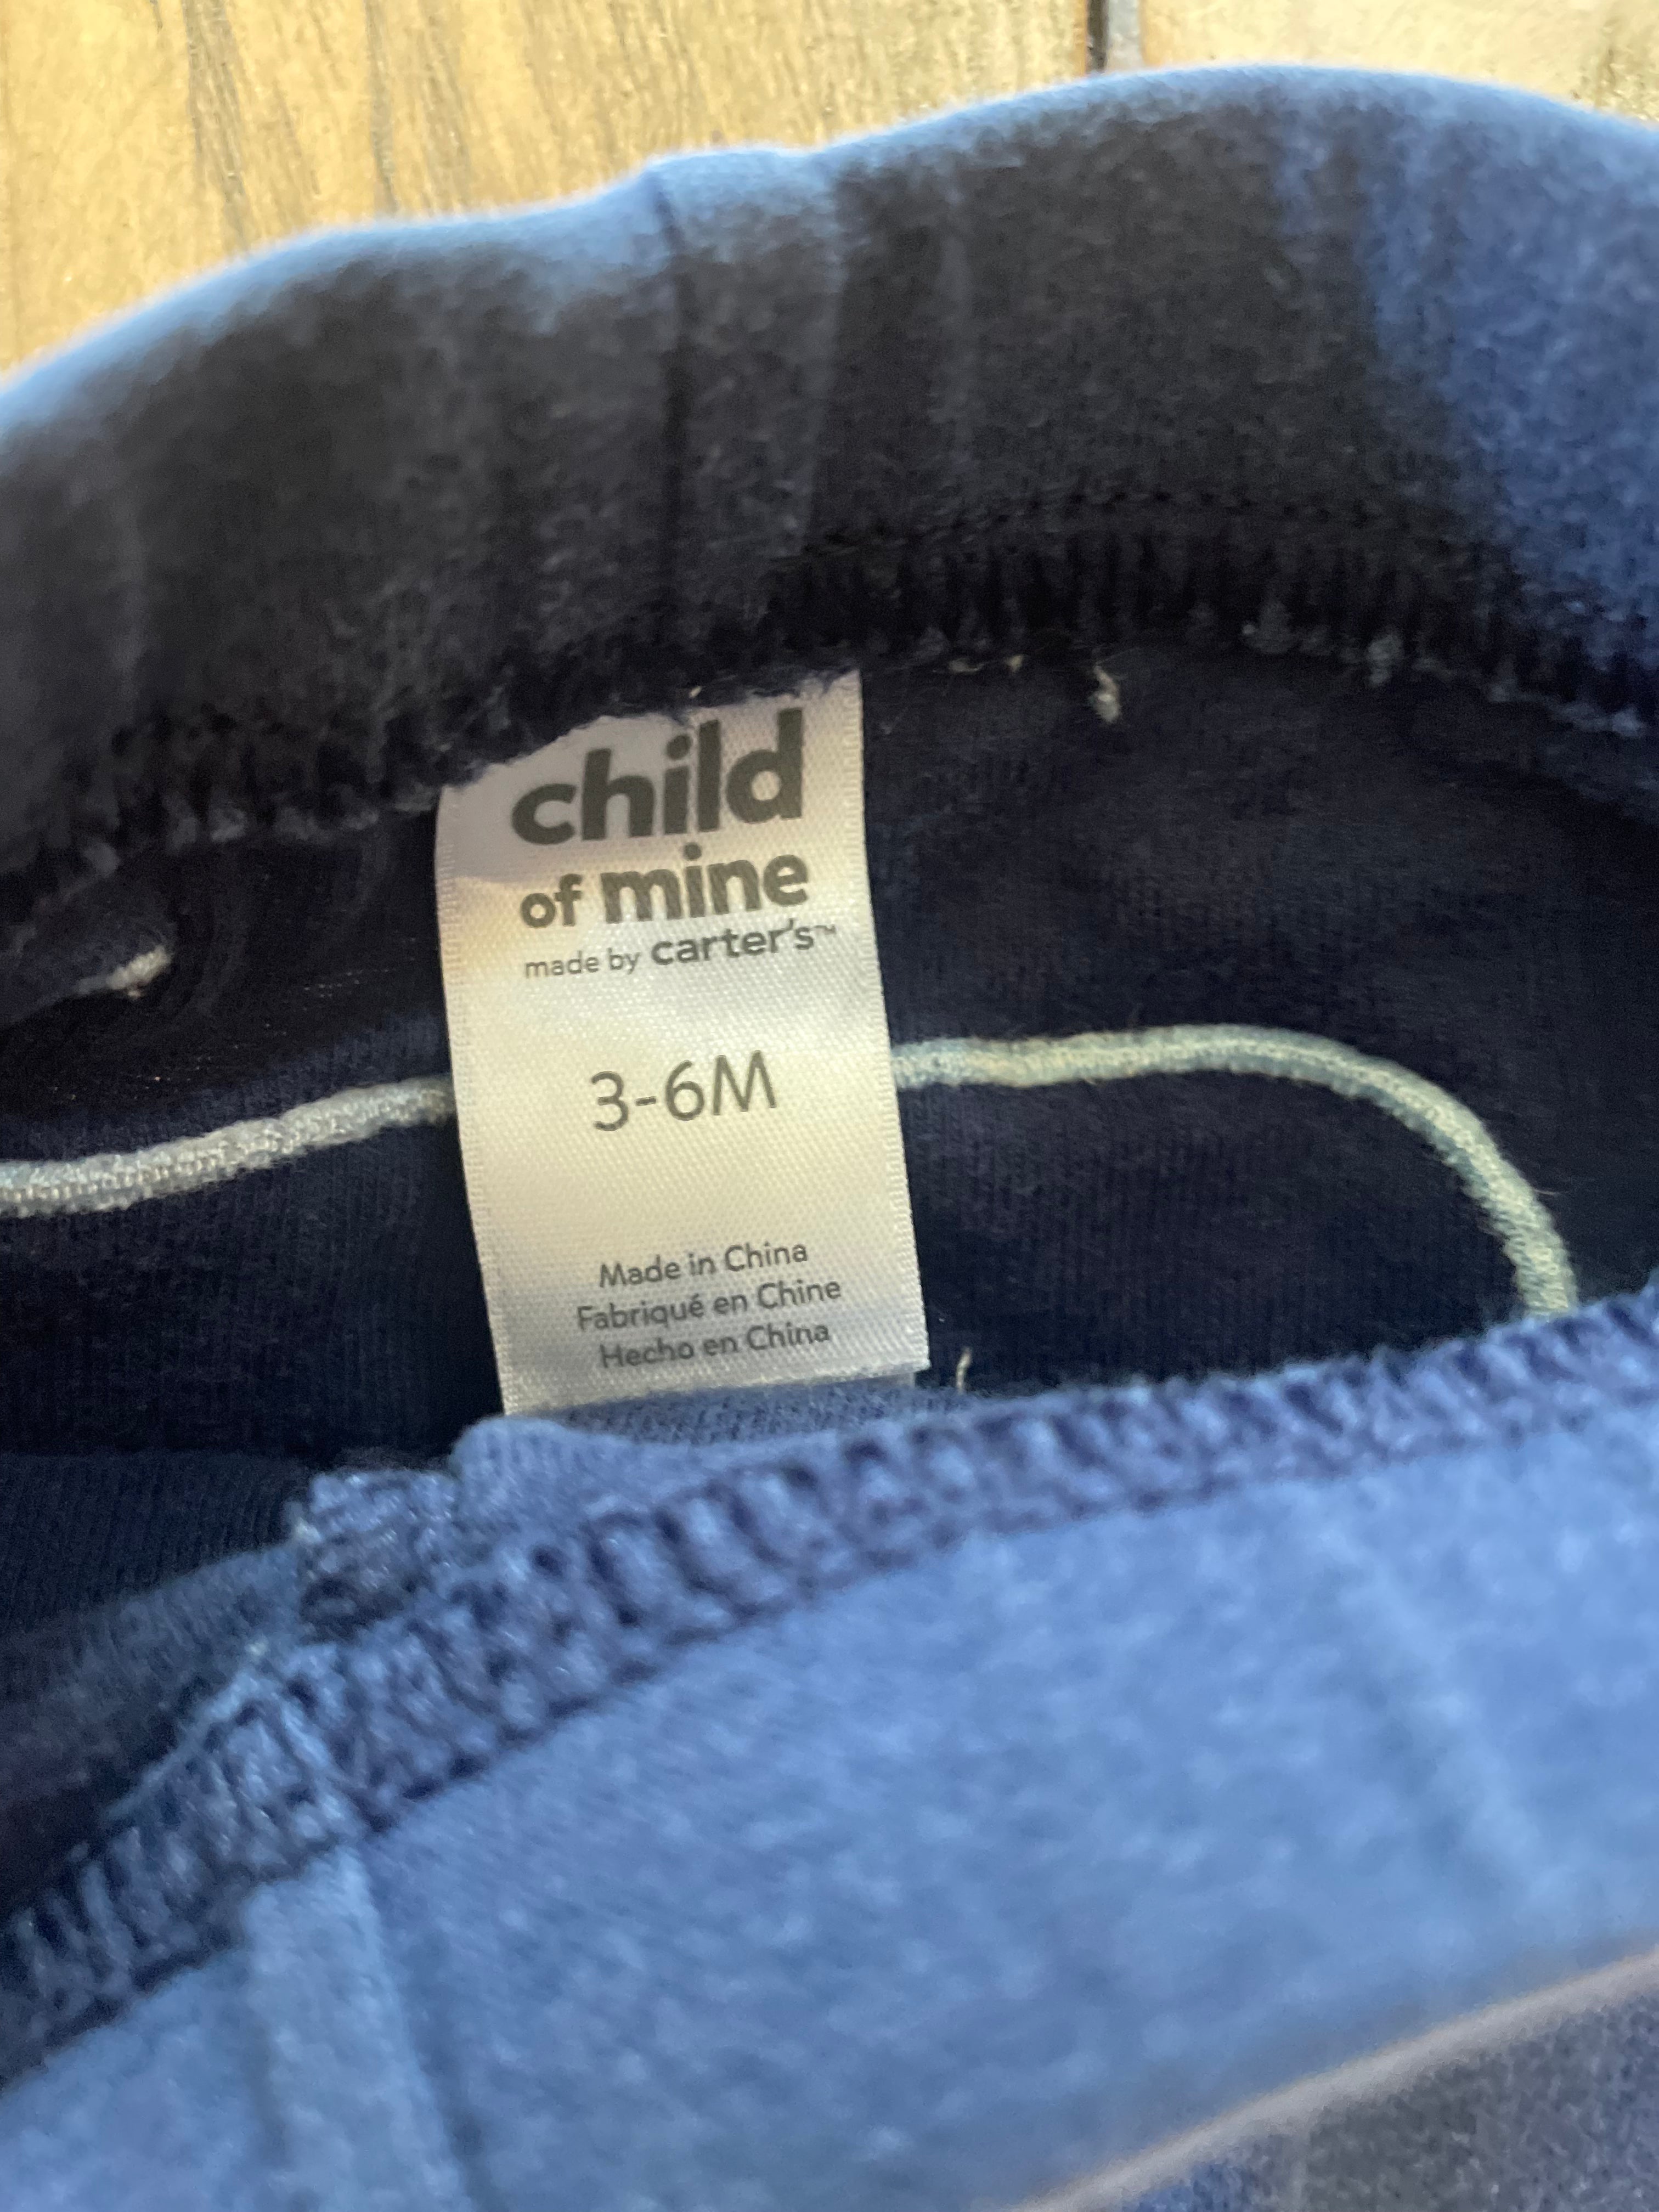 child
of mine
made by carter's™
3-6M
Made in China
Fabriqué en Chine
Hecho en China